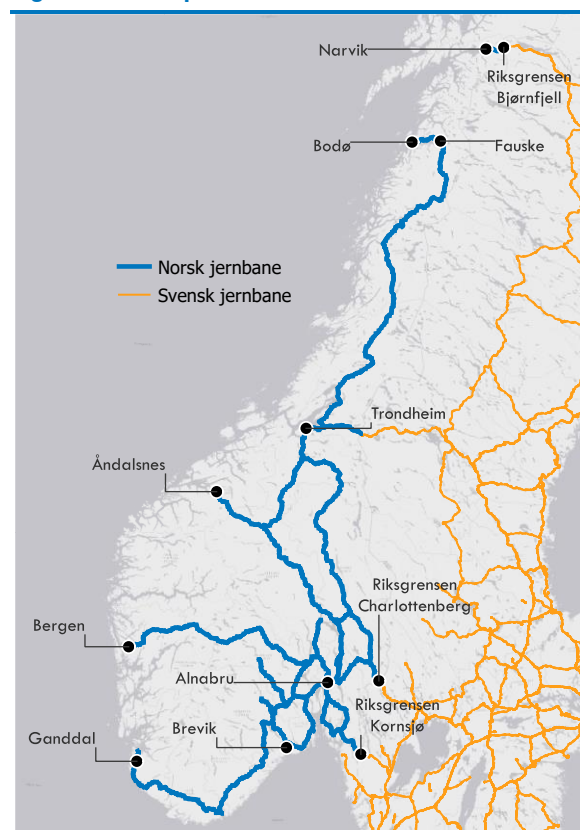 Narvik
Riksgrensen
Bjørnfjell
Bodø
Fauske
Norsk jernbane
Svensk jernbane
Trondheim
Åndalsnes
Riksgrensen
Charlottenberg
Bergen
Alnabru
Riksgrensen
Kornsjø
Brevik
Ganddal